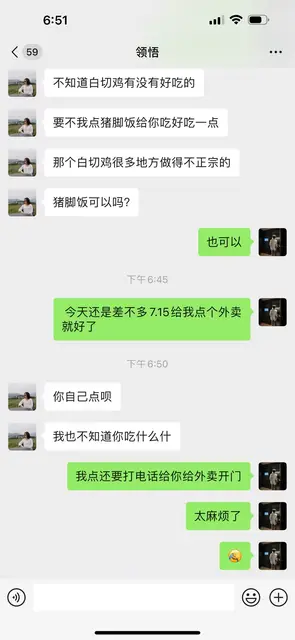 6:51
59
领悟
不知道白切鸡有没有好吃的
要不我点猪脚饭给你吃好吃一点
那个白切鸡很多地方做得不正宗的
猪脚饭可以吗?
也可以
下午6:45
今天还是差不多7.15给我点个外卖
就好了
下午6:50
你自己点呗
我也不知道你吃什么什
我点还要打电话给你给外卖开门
太麻烦了